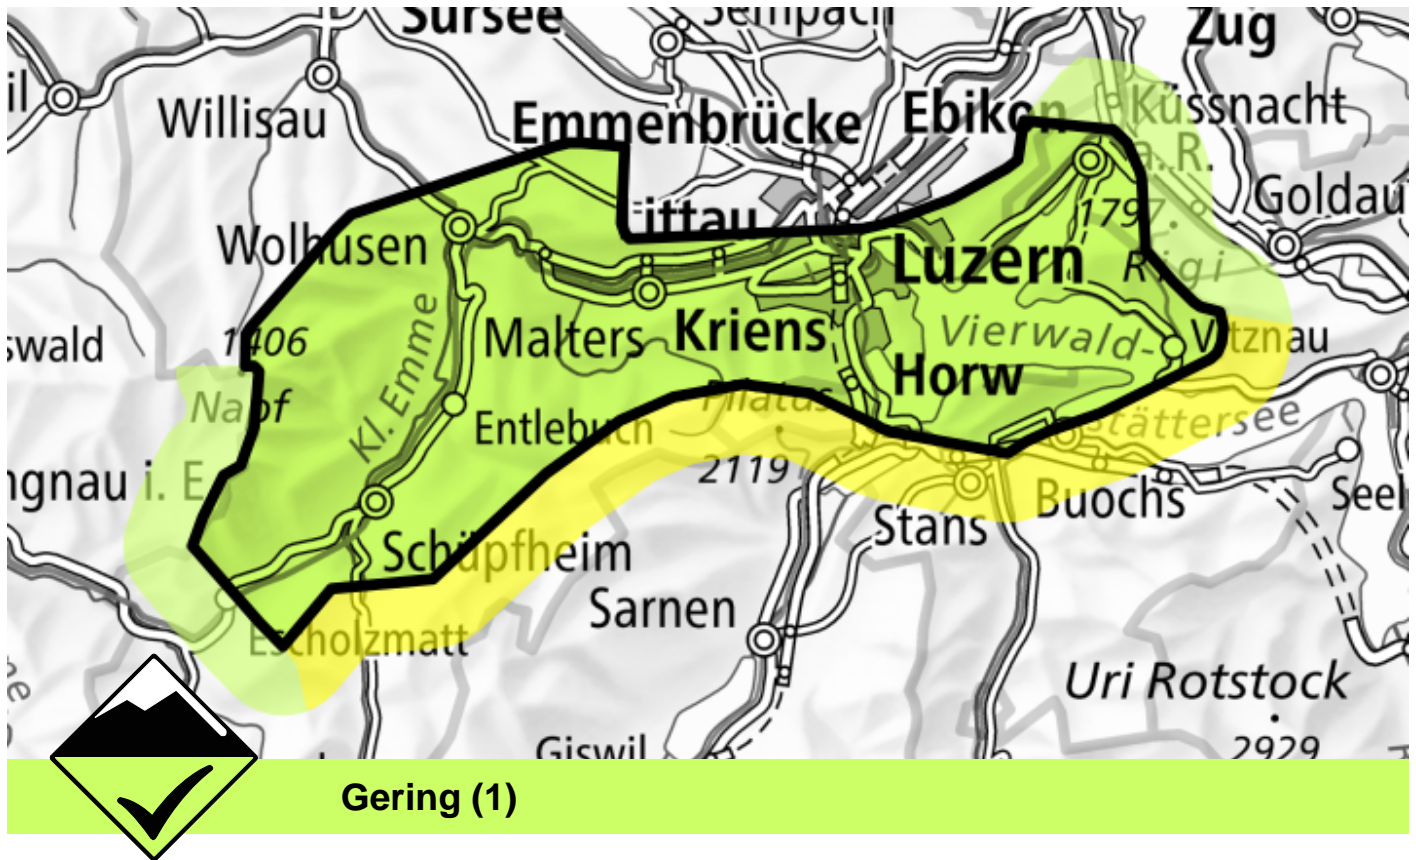 Sursee
Sempach
Zug
il
Willisau
Emmenbrücke
Ebikon
Küssnacht
a. R.
Goldau
1797
Littau
Wolhusen
Luzern
Rigi
swald
1406
Malters
Kriens
Vierwald-
Vitznau
Napf
Kl. Emme
Horw
Pilatus
Entlebuch
stättersee
2119
ngnau i. E.
Buochs
Seel
Stans
Schüpfheim
Sarnen
Escholzmatt
Uri Rotstock
2929
Giswil
Gering (1)